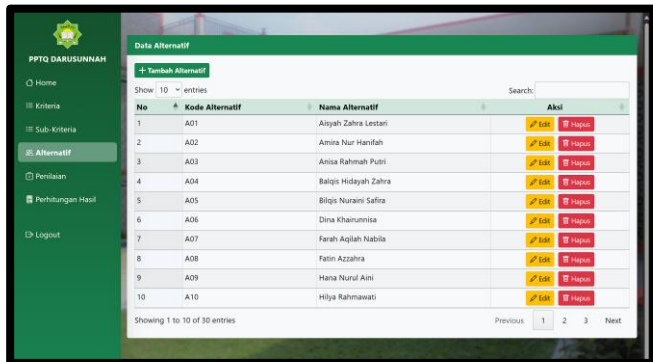 PPTQ DARUSUNNAH
Home
Kriteria
Sub-Kriteria
Alternatif
Penilaian
Perhitungan Hasil
Logout
Data Alternatif
+ Tambah Alternatif
Show 10 entries Search:
No Kode Alternatif Nama Alternatif Aksi
1 A01 Aisyah Zahra Lestari Edit Hapus
2 A02 Amira Nur Hanifah Edit Hapus
3 A03 Anisa Rahmah Putri Edit Hapus
4 A04 Balqis Hidayah Zahra Edit Hapus
5 A05 Bilqis Nuraini Safira Edit Hapus
6 A06 Dina Khairunnisa Edit Hapus
7 A07 Farah Aqilah Nabila Edit Hapus
8 A08 Fatin Azzahra Edit Hapus
9 A09 Hana Nurul Aini Edit Hapus
10 A10 Hilya Rahmawati Edit Hapus
Showing 1 to 10 of 30 entries Previous 1 2 3 Next